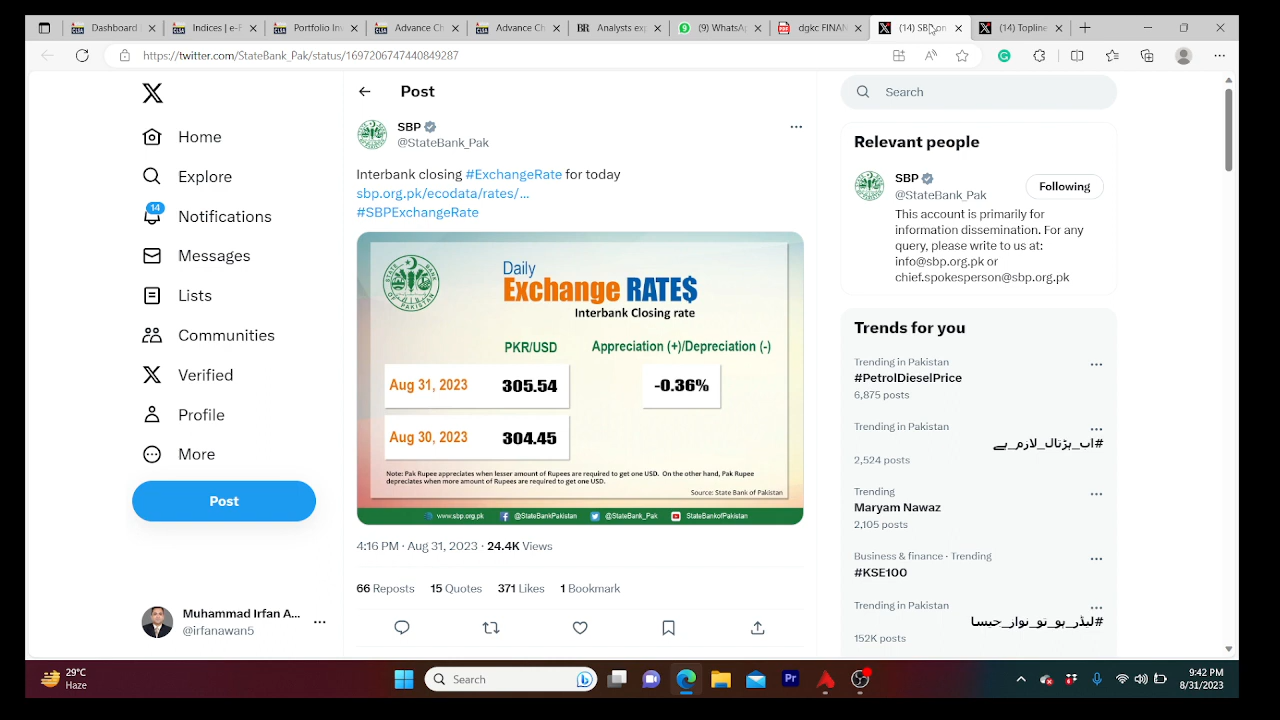 Dashboard
Indices | e-F
Portfolio Inv
Advance Ch
Advance Ch
BR Analysts exp
(9) WhatsAp
dgkc FINAN
(14) SBP on
(14) Topline
https://twitter.com/StateBank_Pak/status/1697206747440849287
Home
Explore
14
Notifications
Messages
Lists
Communities
Verified
Profile
More
Post
Muhammad Irfan A...
@irfanawan5
Post
SBP
@StateBank_Pak
Interbank closing #ExchangeRate for today
sbp.org.pk/ecodata/rates/…
#SBPExchangeRate
Daily
Exchange RATE$
Interbank Closing rate
PKR/USD
Appreciation (+)/Depreciation (-)
Aug 31, 2023 305.54 -0.36%
Aug 30, 2023 304.45
Note: Pak Rupee appreciates when lesser amount of Rupees are required to get one USD. On the other hand, Pak Rupee
depreciates when more amount of Rupees are required to get one USD.
Source: State Bank of Pakistan
www.sbp.org.pk @StateBankPakistan @StateBank_Pak StateBankofPakistan
4:16 PM · Aug 31, 2023 · 24.4K Views
66 Reposts 15 Quotes 371 Likes 1 Bookmark
Search
Relevant people
SBP
@StateBank_Pak
Following
This account is primarily for
information dissemination. For any
query, please write to us at:
info@sbp.org.pk or
chief.spokesperson@sbp.org.pk
Trends for you
Trending in Pakistan
#PetrolDieselPrice
6,875 posts
Trending in Pakistan
#اب_ہڑتال_لازم_ہے
2,524 posts
Trending
Maryam Nawaz
2,105 posts
Business & finance · Trending
#KSE100
Trending in Pakistan
#لیڈر_ہو_تو_نواز_جیسا
152K posts
29°C
Haze
Search
Pr
9:42 PM
8/31/2023